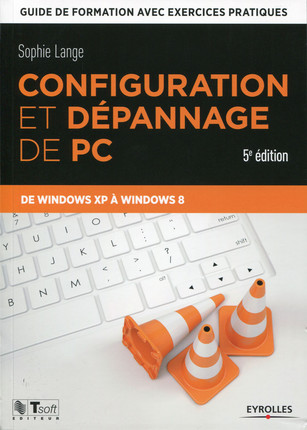 GUIDE DE FORMATION AVEC EXERCICES PRATIQUES
Sophie Lange
CONFIGURATION
ET DÉPANNAGE
DE PC
5e édition
DE WINDOWS XP À WINDOWS 8
Tsoft
EDITEUR
EYROLLES